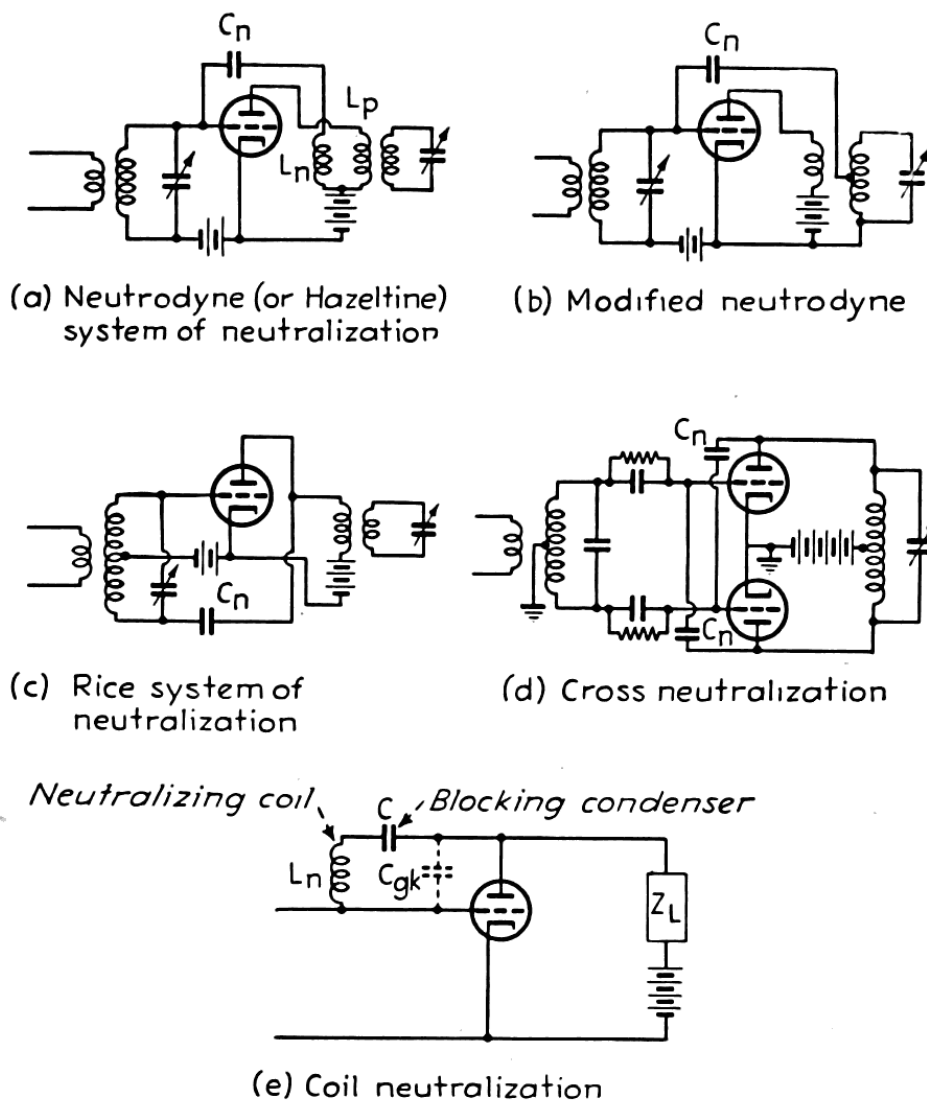 Cn
Lp
Ln
(a) Neutrodyne (or Hazeltine)
system of neutralization
Cn
(b) Modified neutrodyne
Cn
(c) Rice system of
neutralization
Cn
Cn
(d) Cross neutralization
Neutralizing coil
C
Blocking condenser
Ln
Cgk
ZL
(e) Coil neutralization